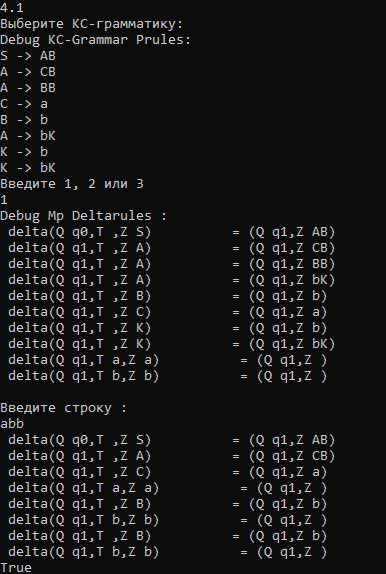 4.1
Выберите КС-грамматику:
Debug KC-Grammar Prules:
S -> AB
A -> CB
A -> BB
C -> a
B -> b
A -> bK
K -> b
K -> bK
Введите 1, 2 или 3
1
Debug Mp Deltarules :
 delta(Q q0,T ,Z S)          = (Q q1,Z AB)
 delta(Q q1,T ,Z A)          = (Q q1,Z CB)
 delta(Q q1,T ,Z A)          = (Q q1,Z BB)
 delta(Q q1,T ,Z A)          = (Q q1,Z bK)
 delta(Q q1,T ,Z B)          = (Q q1,Z b)
 delta(Q q1,T ,Z C)          = (Q q1,Z a)
 delta(Q q1,T ,Z K)          = (Q q1,Z b)
 delta(Q q1,T ,Z K)          = (Q q1,Z bK)
 delta(Q q1,T a,Z a)          = (Q q1,Z )
 delta(Q q1,T b,Z b)          = (Q q1,Z )
Введите строку :
abb
 delta(Q q0,T ,Z S)          = (Q q1,Z AB)
 delta(Q q1,T ,Z A)          = (Q q1,Z CB)
 delta(Q q1,T ,Z C)          = (Q q1,Z a)
 delta(Q q1,T a,Z a)          = (Q q1,Z )
 delta(Q q1,T ,Z B)          = (Q q1,Z b)
 delta(Q q1,T b,Z b)          = (Q q1,Z )
 delta(Q q1,T ,Z B)          = (Q q1,Z b)
 delta(Q q1,T b,Z b)          = (Q q1,Z )
True